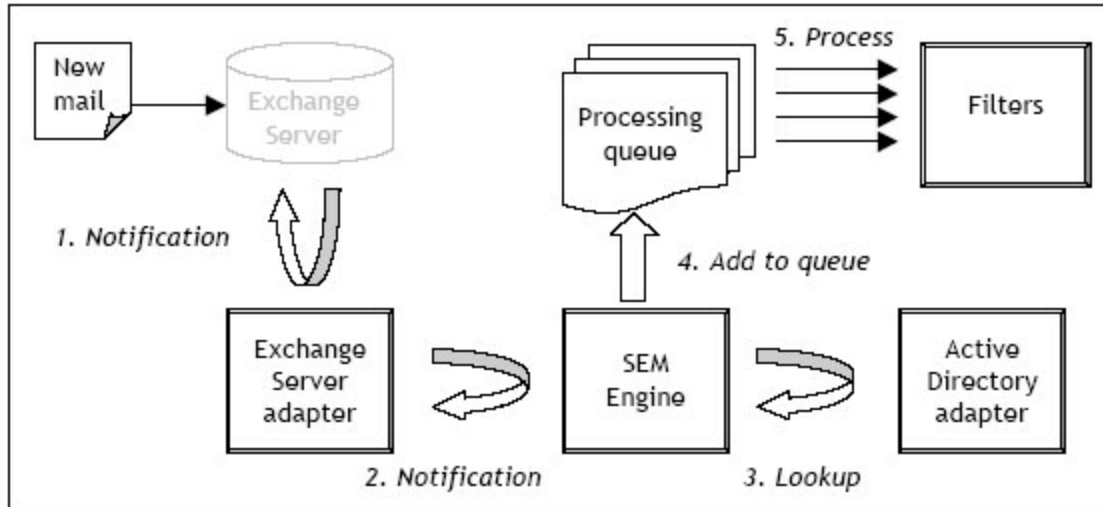 New
mail
Exchange
Server
5. Process
Processing
queue
Filters
1. Notification
4. Add to queue
Exchange
Server
adapter
SEM
Engine
Active
Directory
adapter
2. Notification
3. Lookup